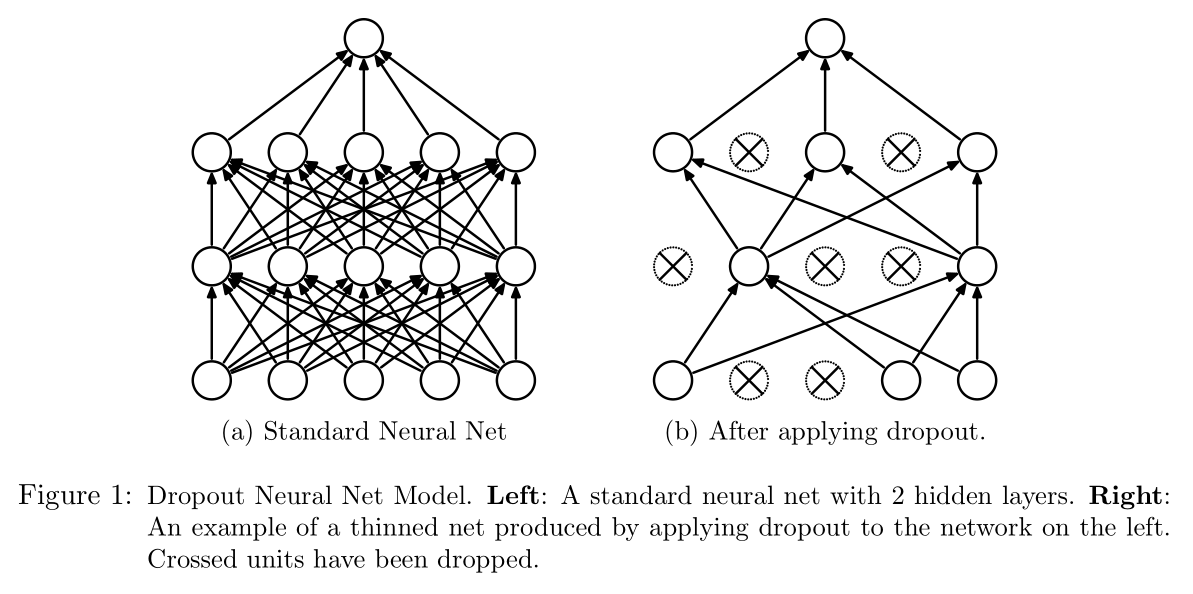 (a) Standard Neural Net
(b) After applying dropout.
Figure 1: Dropout Neural Net Model. Left: A standard neural net with 2 hidden layers. Right:
An example of a thinned net produced by applying dropout to the network on the left.
Crossed units have been dropped.